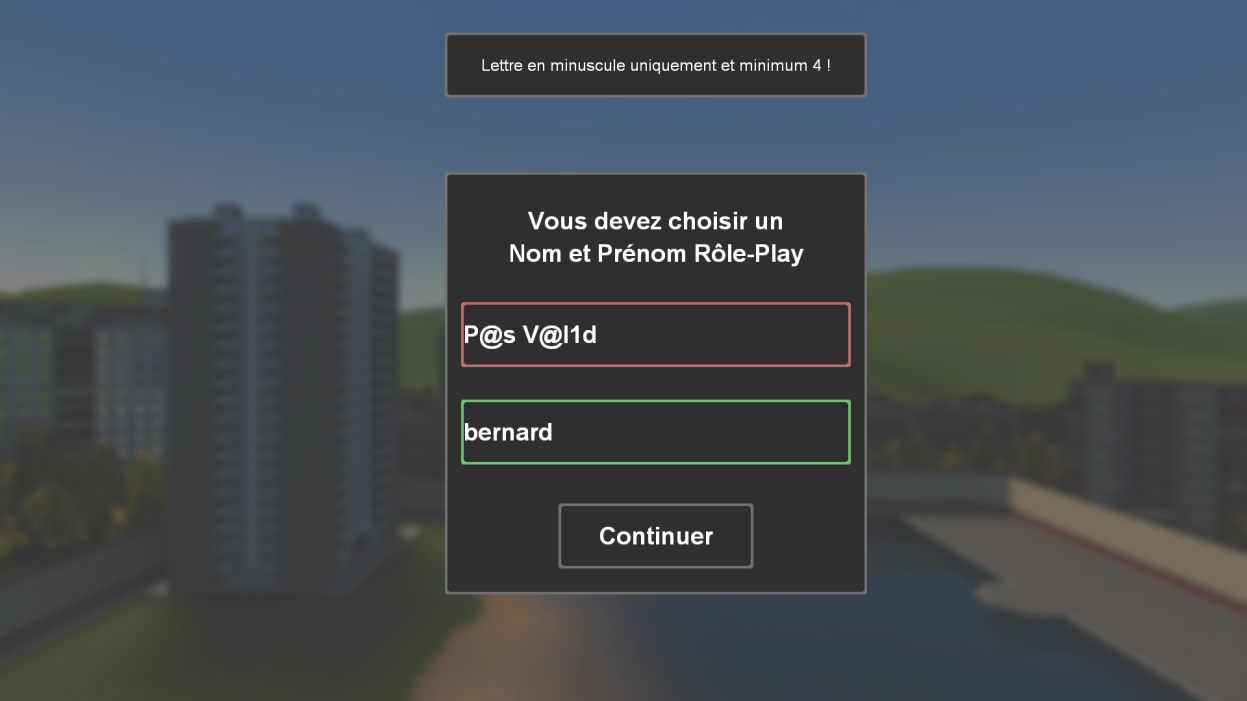 Lettre en minuscule uniquement et minimum 4 !
Vous devez choisir un
Nom et Prénom Rôle-Play
P@s V@l1d
bernard
Continuer